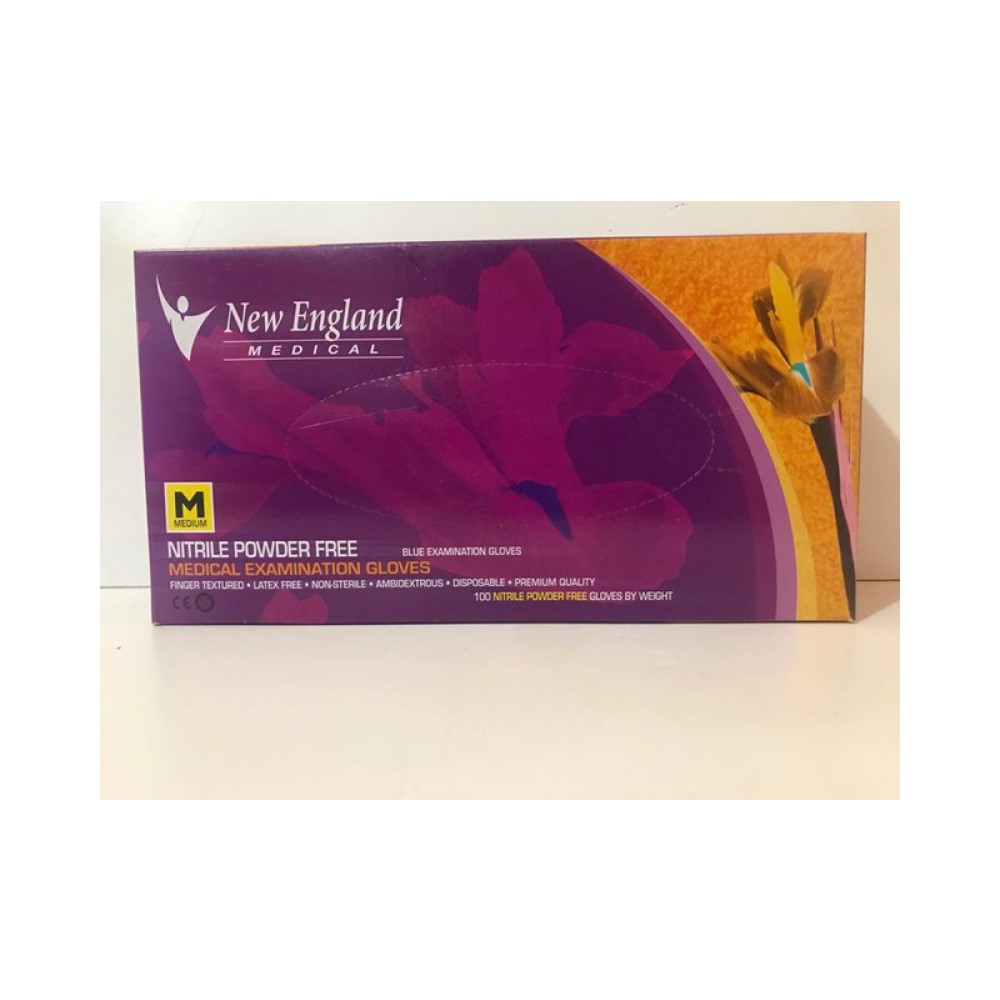 New England
MEDICAL
M
MEDIUM
NITRILE POWDER FREE
BLUE EXAMINATION GLOVES
MEDICAL EXAMINATION GLOVES
FINGER TEXTURED • LATEX FREE • NON-STERILE • AMBIDEXTROUS • DISPOSABLE • PREMIUM QUALITY
100 NITRILE POWDER FREE GLOVES BY WEIGHT
CE